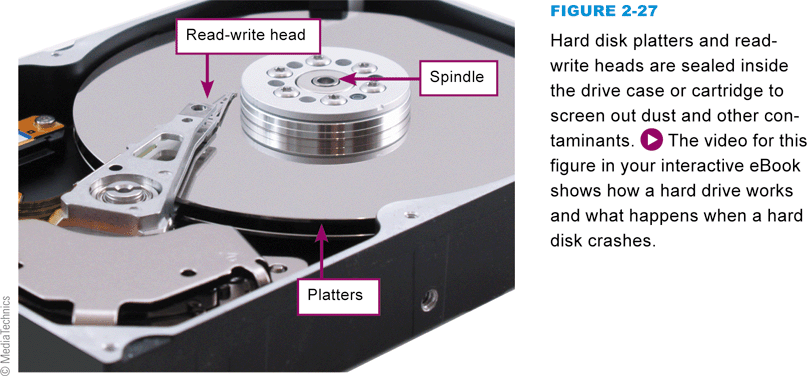 Read-write head
Spindle
Platters
© MediaTechnics
FIGURE 2-27
Hard disk platters and read-
write heads are sealed inside
the drive case or cartridge to
screen out dust and other con-
taminants. The video for this
figure in your interactive eBook
shows how a hard drive works
and what happens when a hard
disk crashes.